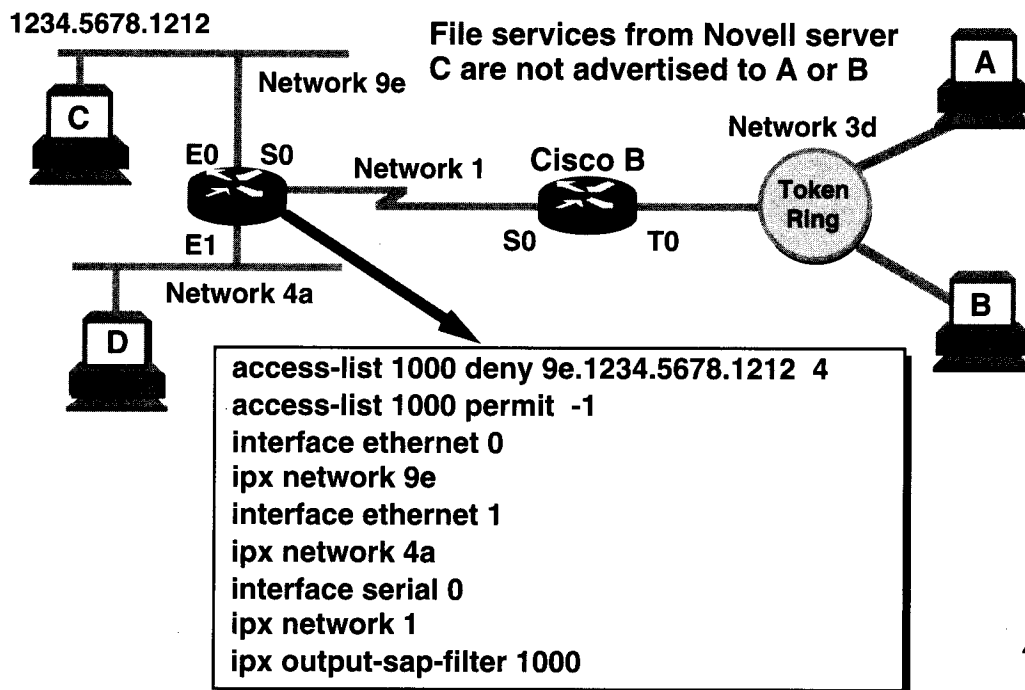 1234.5678.1212
File services from Novell server
C are not advertised to A or B
A
Network 9e
C
Network 3d
E0 S0
Network 1
Cisco B
Token
Ring
E1
S0
T0
Network 4a
B
D
access-list 1000 deny 9e.1234.5678.1212 4
access-list 1000 permit -1
interface ethernet 0
ipx network 9e
interface ethernet 1
ipx network 4a
interface serial 0
ipx network 1
ipx output-sap-filter 1000